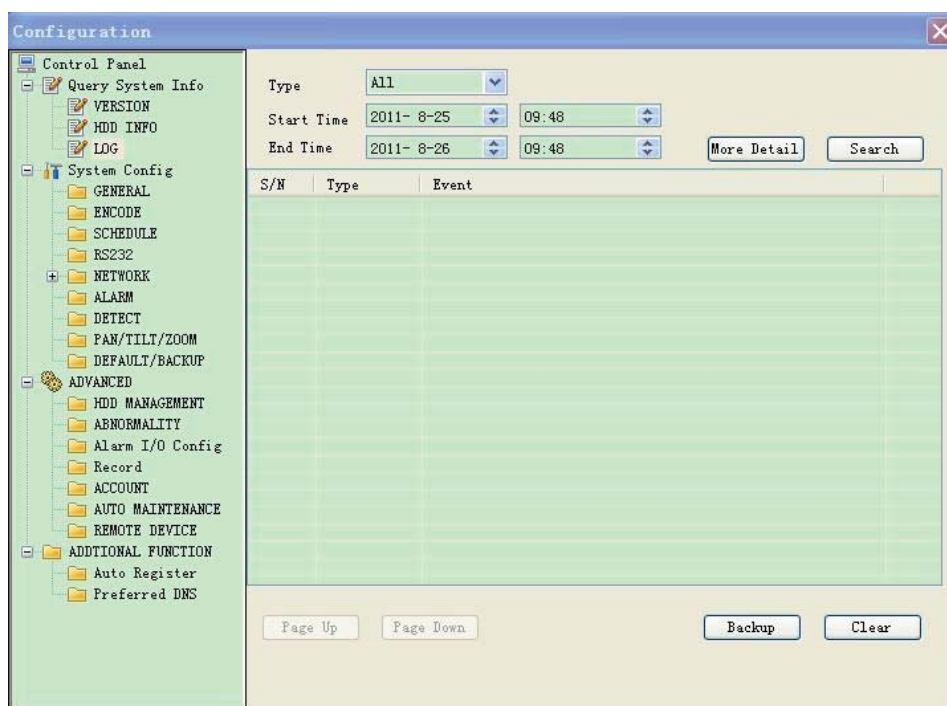 Configuration
Control Panel
Query System Info
VERSION
HDD INFO
LOG
System Config
GENERAL
ENCODE
SCHEDULE
RS232
NETWORK
ALARM
DETECT
PAN/TILT/ZOOM
DEFAULT/BACKUP
ADVANCED
HDD MANAGEMENT
ABNORMALITY
Alarm I/O Config
Record
ACCOUNT
AUTO MAINTENANCE
REMOTE DEVICE
ADDTIONAL FUNCTION
Auto Register
Preferred DNS
Type All
Start Time 2011- 8-25 09:48
End Time 2011- 8-26 09:48 More Detail Search
S/N Type Event
Page Up Page Down Backup Clear